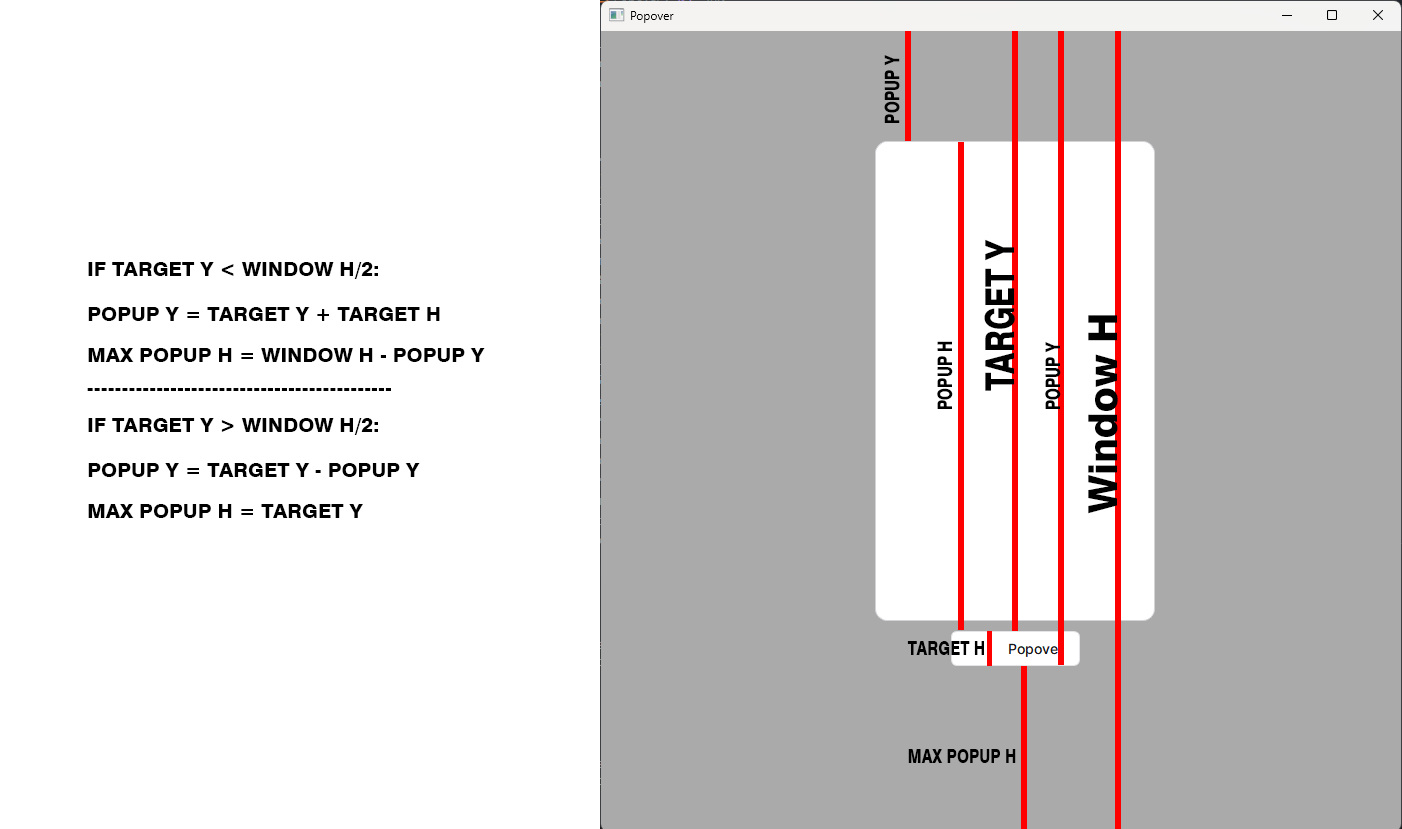 Popover
IF TARGET Y < WINDOW H/2:
POPUP Y = TARGET Y + TARGET H
MAX POPUP H = WINDOW H - POPUP Y
--------------------------------------------
IF TARGET Y > WINDOW H/2:
POPUP Y = TARGET Y - POPUP Y
MAX POPUP H = TARGET Y
POPUP Y
POPUP H
TARGET Y
POPUP Y
Window H
TARGET H
Popove
MAX POPUP H